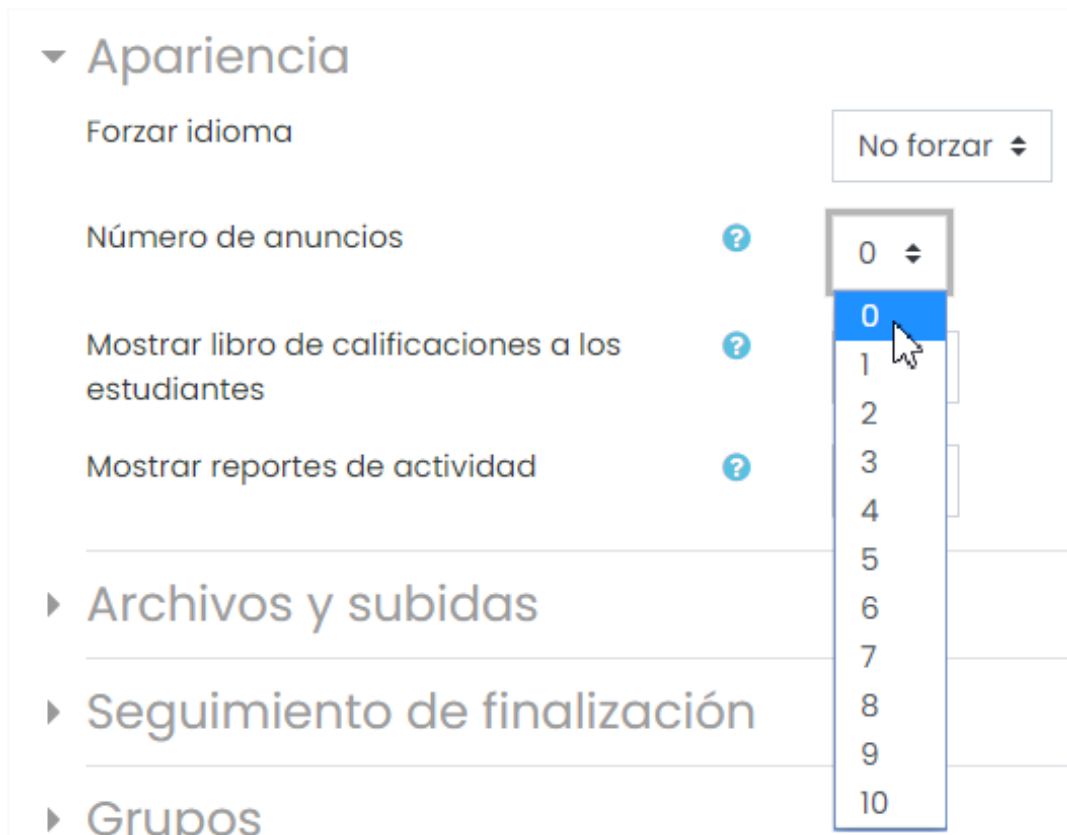 Apariencia
Forzar idioma
No forzar
Número de anuncios
0
0
1
2
3
4
5
6
7
8
9
10
Mostrar libro de calificaciones a los
estudiantes
Mostrar reportes de actividad
Archivos y subidas
Seguimiento de finalización
Grupos